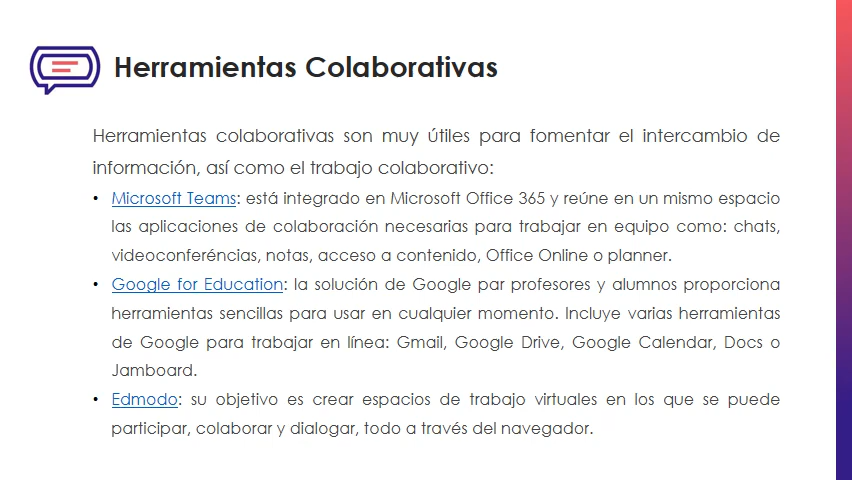 Herramientas Colaborativas
Herramientas colaborativas son muy útiles para fomentar el intercambio de
información, así como el trabajo colaborativo:
• Microsoft Teams: está integrado en Microsoft Office 365 y reúne en un mismo espacio
las aplicaciones de colaboración necesarias para trabajar en equipo como: chats,
videoconferéncias, notas, acceso a contenido, Office Online o planner.
• Google for Education: la solución de Google par profesores y alumnos proporciona
herramientas sencillas para usar en cualquier momento. Incluye varias herramientas
de Google para trabajar en línea: Gmail, Google Drive, Google Calendar, Docs o
Jamboard.
• Edmodo: su objetivo es crear espacios de trabajo virtuales en los que se puede
participar, colaborar y dialogar, todo a través del navegador.